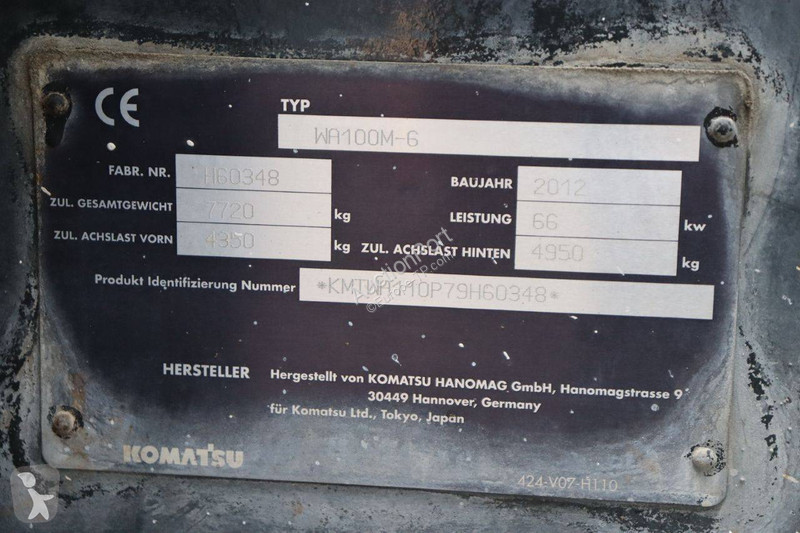 CE
TYP
WA100M-6
FABR. NR. H60348
BAUJAHR 2012
ZUL. GESAMTGEWICHT 7720 kg
LEISTUNG 66 kw
ZUL. ACHSLAST VORN 4350 kg
ZUL. ACHSLAST HINTEN 4950 kg
Produkt Identifizierung Nummer
HERSTELLER
Hergestellt von KOMATSU HANOMAG GmbH, Hanomagstrasse 9
30449 Hannover, Germany
für Komatsu Ltd., Tokyo, Japan
KOMATSU
424-V07-H110